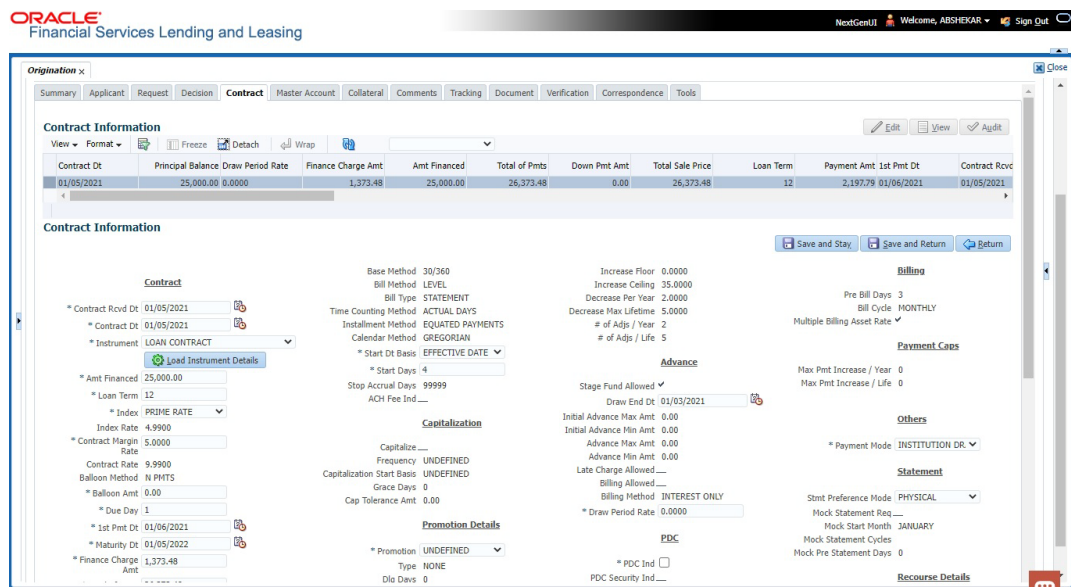 ORACLE
Financial Services Lending and Leasing
NextGenUI Welcome, ABSHEKAR Sign Out
Origination x
Close
Summary Applicant Request Decision Contract Master Account Collateral Comments Tracking Document Verification Correspondence Tools
Contract Information
Edit View Audit
View Format Freeze Detach Wrap
Contract Dt Principal Balance Draw Period Rate Finance Charge Amt Amt Financed Total of Pmts Down Pmt Amt Total Sale Price Loan Term Payment Amt 1st Pmt Dt Contract Rcvd
01/05/2021 25,000.00 0.0000 1,373.48 25,000.00 26,373.48 0.00 26,373.48 12 2,197.79 01/06/2021 01/05/2021
Contract Information
Save and Stay Save and Return Return
Contract
* Contract Rcvd Dt 01/05/2021
* Contract Dt 01/05/2021
* Instrument LOAN CONTRACT
Load Instrument Details
* Amt Financed 25,000.00
* Loan Term 12
* Index PRIME RATE
Index Rate 4.9900
* Contract Margin Rate 5.0000
Contract Rate 9.9900
Balloon Method N PMTS
* Balloon Amt 0.00
* Due Day 1
* 1st Pmt Dt 01/06/2021
* Maturity Dt 01/05/2022
* Finance Charge Amt 1,373.48
Base Method 30/360
Bill Method LEVEL
Bill Type STATEMENT
Time Counting Method ACTUAL DAYS
Installment Method EQUATED PAYMENTS
Calendar Method GREGORIAN
* Start Dt Basis EFFECTIVE DATE
* Start Days 4
Stop Accrual Days 99999
ACH Fee Ind
Capitalization
Capitalize
Frequency UNDEFINED
Capitalization Start Basis UNDEFINED
Grace Days 0
Cap Tolerance Amt 0.00
Promotion Details
* Promotion UNDEFINED
Type NONE
Dlq Days 0
Increase Floor 0.0000
Increase Ceiling 35.0000
Decrease Per Year 2.0000
Decrease Max Lifetime 5.0000
# of Adjs / Year 2
# of Adjs / Life 5
Advance
Stage Fund Allowed
Draw End Dt 01/03/2021
Initial Advance Max Amt 0.00
Initial Advance Min Amt 0.00
Advance Max Amt 0.00
Advance Min Amt 0.00
Late Charge Allowed
Billing Allowed
Billing Method INTEREST ONLY
* Draw Period Rate 0.0000
PDC
* PDC Ind
PDC Security Ind
Billing
Pre Bill Days 3
Bill Cycle MONTHLY
Multiple Billing Asset Rate
Payment Caps
Max Pmt Increase / Year 0
Max Pmt Increase / Life 0
Others
* Payment Mode INSTITUTION DR.
Statement
Stmt Preference Mode PHYSICAL
Mock Statement Req
Mock Start Month JANUARY
Mock Statement Cycles
Mock Pre Statement Days 0
Recourse Details